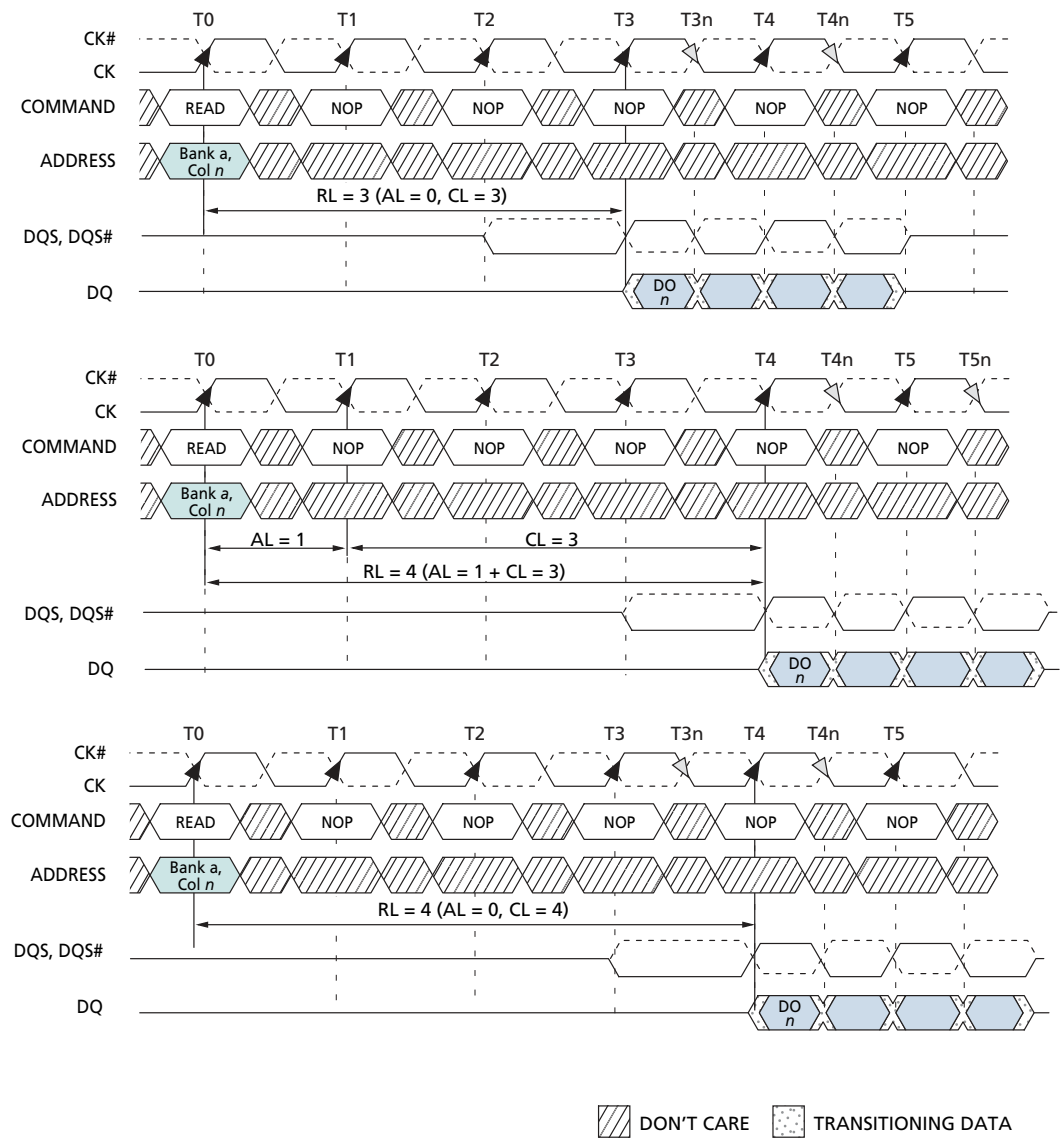 T0 T1 T2 T3 T3n T4 T4n T5
CK#
CK
COMMAND READ NOP NOP NOP NOP NOP
ADDRESS Bank a,
Col n
RL = 3 (AL = 0, CL = 3)
DQS, DQS#
DQ DO
n
T0 T1 T2 T3 T4 T4n T5 T5n
CK#
CK
COMMAND READ NOP NOP NOP NOP NOP
ADDRESS Bank a,
Col n
AL = 1 CL = 3
RL = 4 (AL = 1 + CL = 3)
DQS, DQS#
DQ DO
n
T0 T1 T2 T3 T3n T4 T4n T5
CK#
CK
COMMAND READ NOP NOP NOP NOP NOP
ADDRESS Bank a,
Col n
RL = 4 (AL = 0, CL = 4)
DQS, DQS#
DQ DO
n
DON'T CARE TRANSITIONING DATA